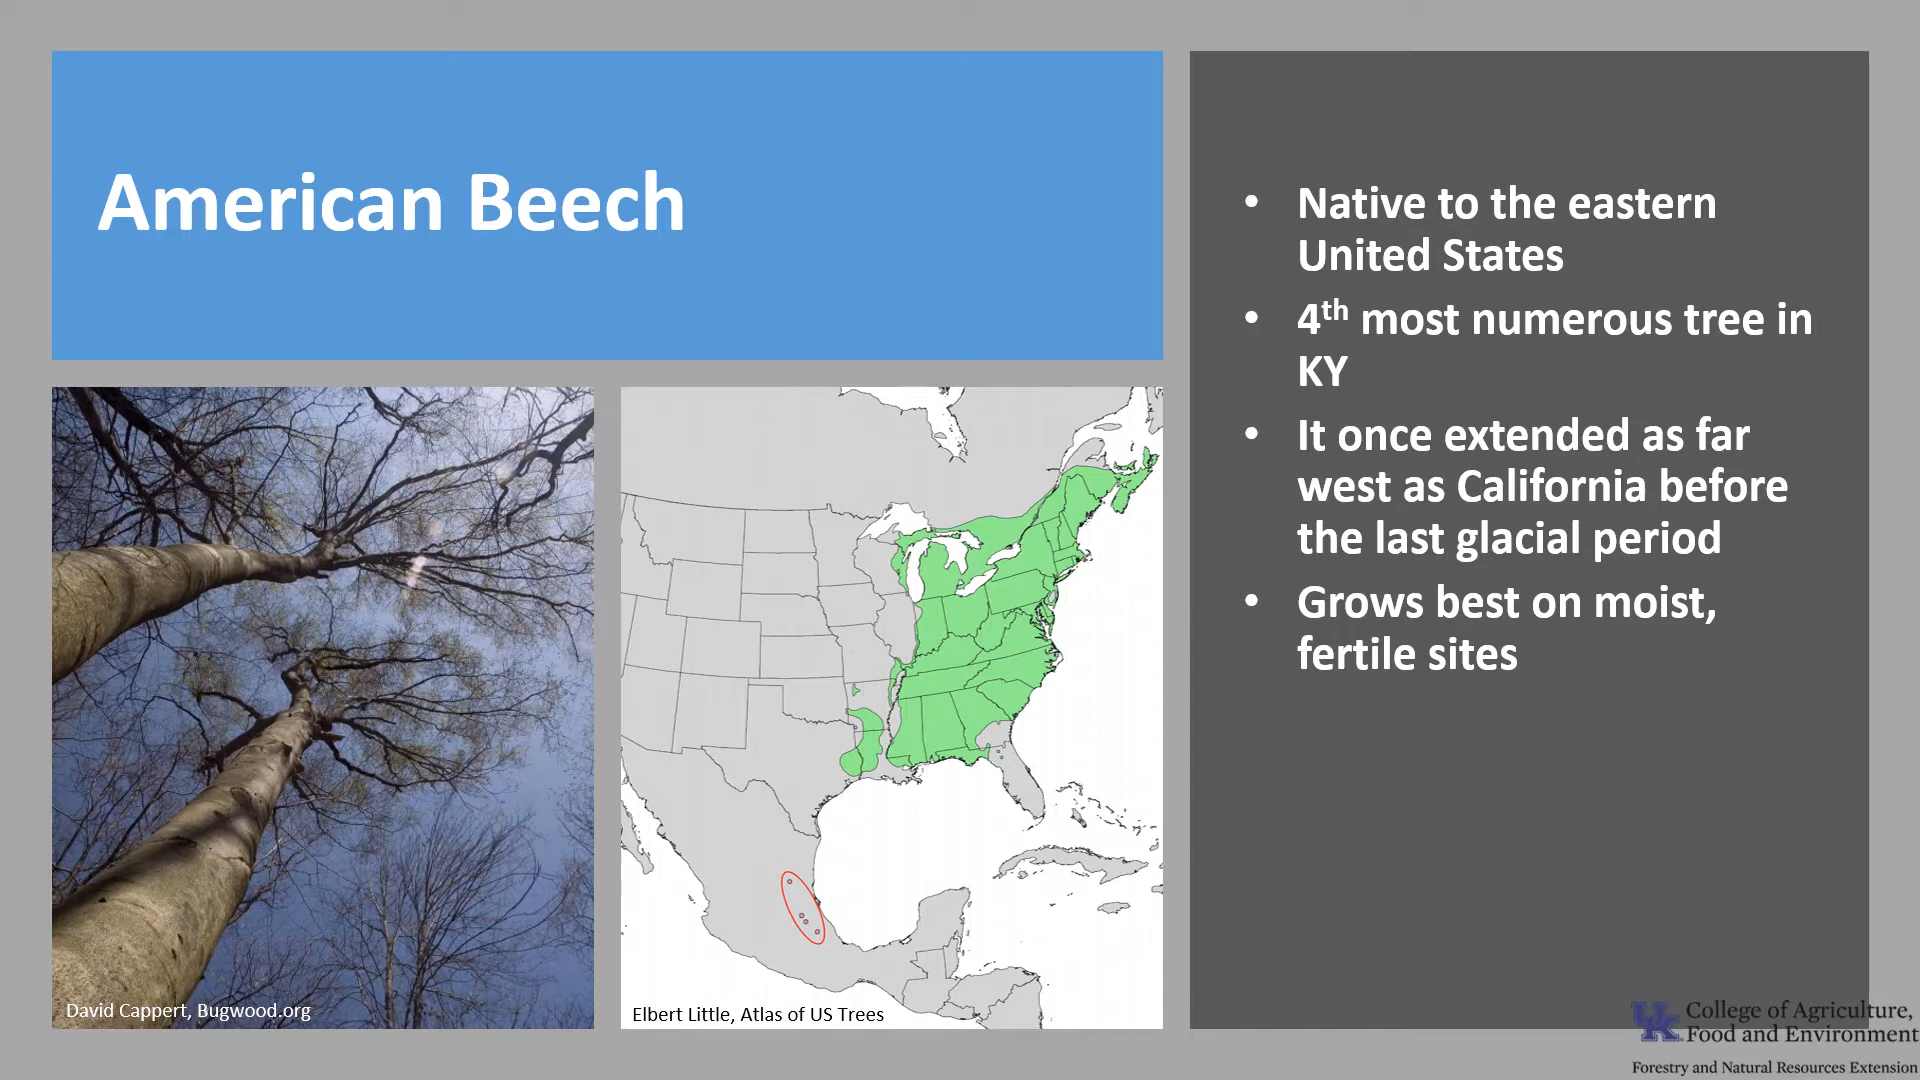 American Beech
• Native to the eastern
United States
• 4th most numerous tree in
KY
• It once extended as far
west as California before
the last glacial period
• Grows best on moist,
fertile sites
David Cappert, Bugwood.org
Elbert Little, Atlas of US Trees
UK College of Agriculture,
Food and Environment
Forestry and Natural Resources Extension